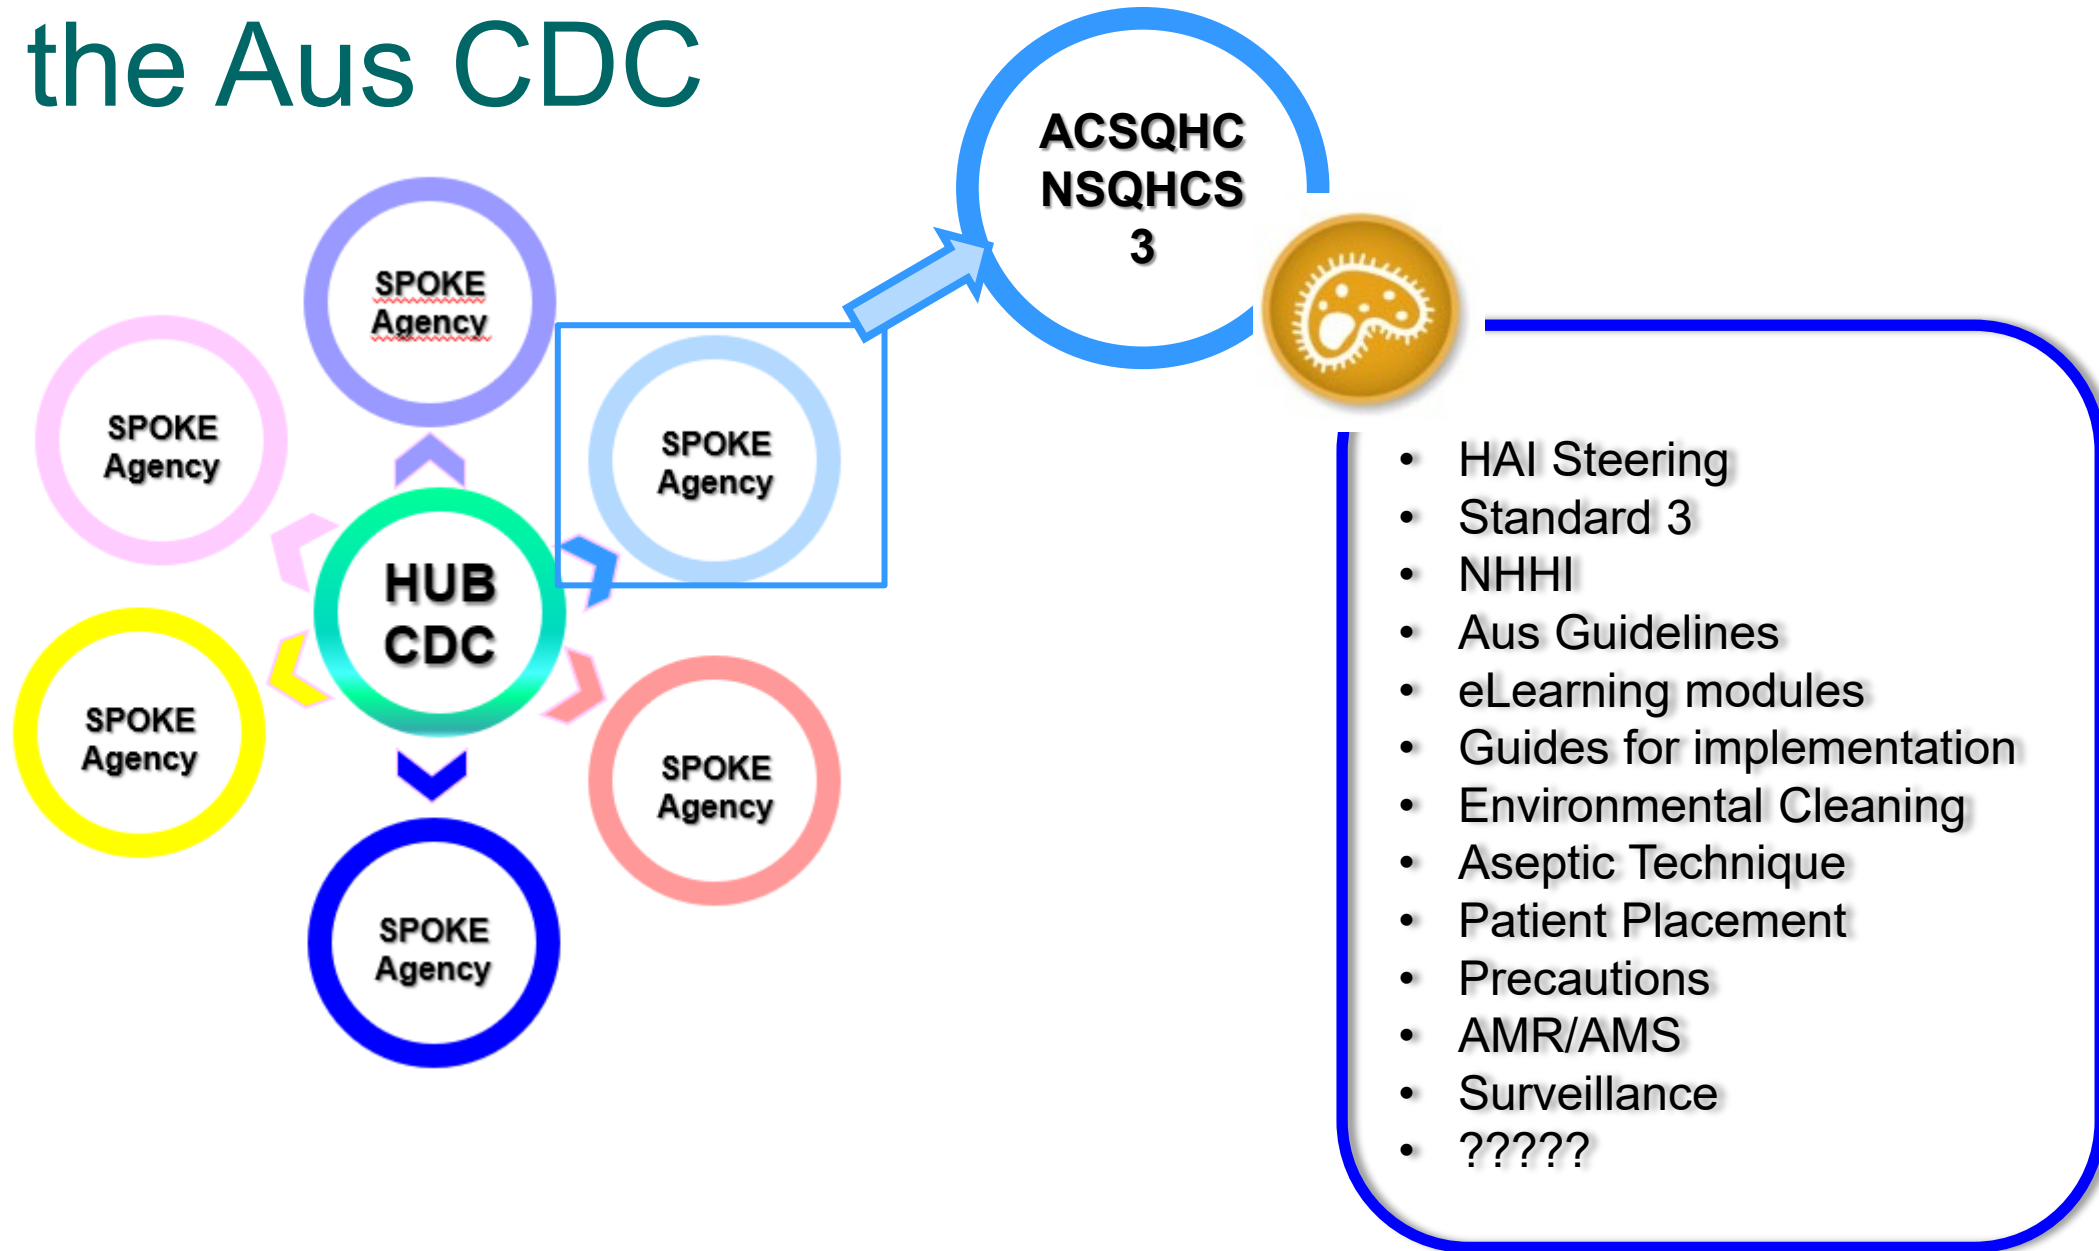 the Aus CDC
ACSQHC
NSQHCS
3
SPOKE
Agency
SPOKE
Agency
SPOKE
Agency
HUB
CDC
SPOKE
Agency
SPOKE
Agency
SPOKE
Agency
• HAI Steering
• Standard 3
• NHHI
• Aus Guidelines
• eLearning modules
• Guides for implementation
• Environmental Cleaning
• Aseptic Technique
• Patient Placement
• Precautions
• AMR/AMS
• Surveillance
• ?????